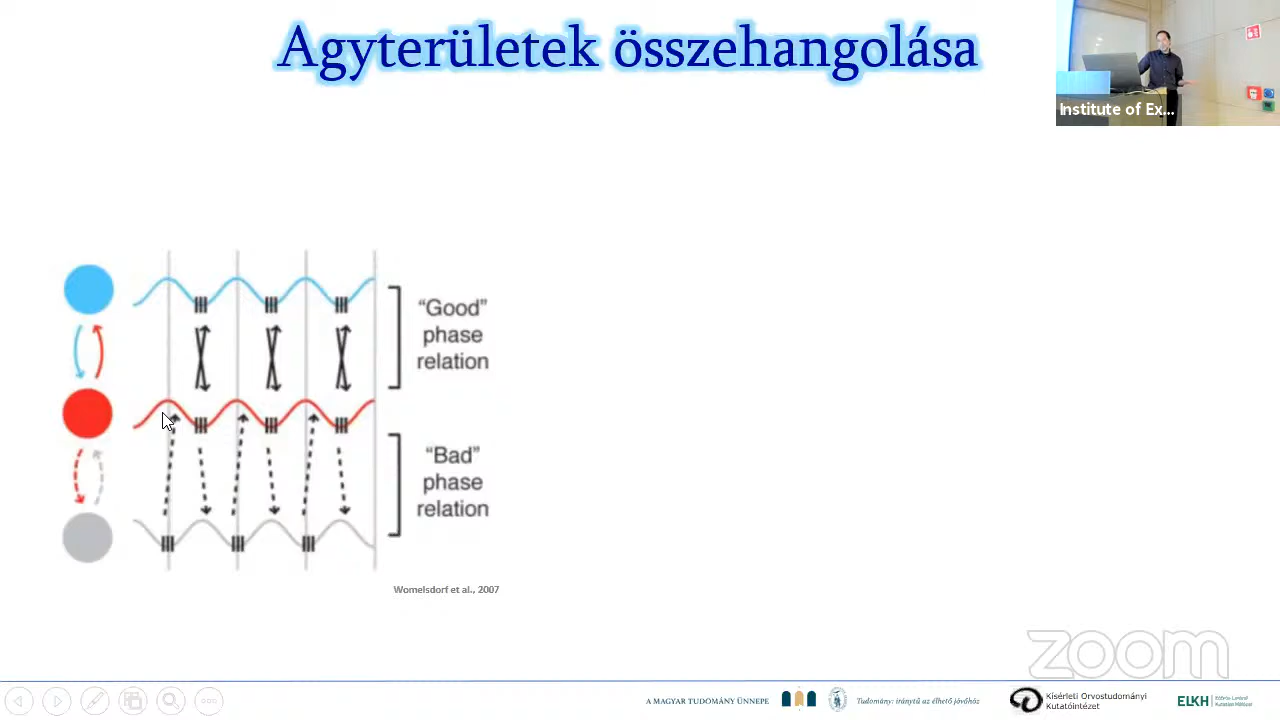 Agyterületek összehangolása
Institute of Ex...
“Good”
phase
relation
“Bad”
phase
relation
Womelsdorf et al., 2007
zoom
A MAGYAR TUDOMÁNY ÜNNEPE
Tudomány: iránytű az élhető jövőhöz
Kísérleti Orvostudományi
Kutatóintézet
ELKH
Eötvös Loránd
Kutatási Hálózat